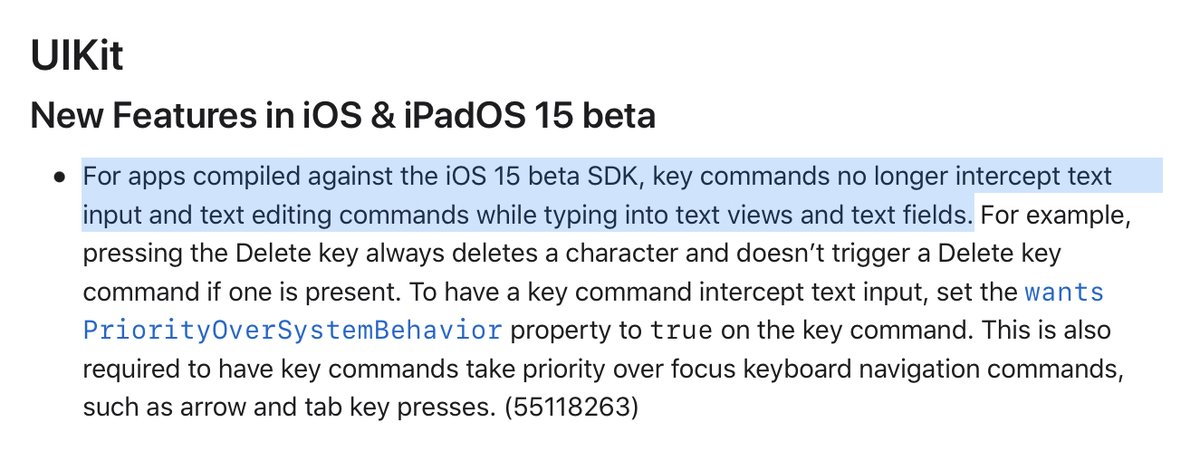 UIKit
New Features in iOS & iPadOS 15 beta
• For apps compiled against the iOS 15 beta SDK, key commands no longer intercept text
input and text editing commands while typing into text views and text fields. For example,
pressing the Delete key always deletes a character and doesn’t trigger a Delete key
command if one is present. To have a key command intercept text input, set the wants
PriorityOverSystemBehavior property to true on the key command. This is also
required to have key commands take priority over focus keyboard navigation commands,
such as arrow and tab key presses. (55118263)